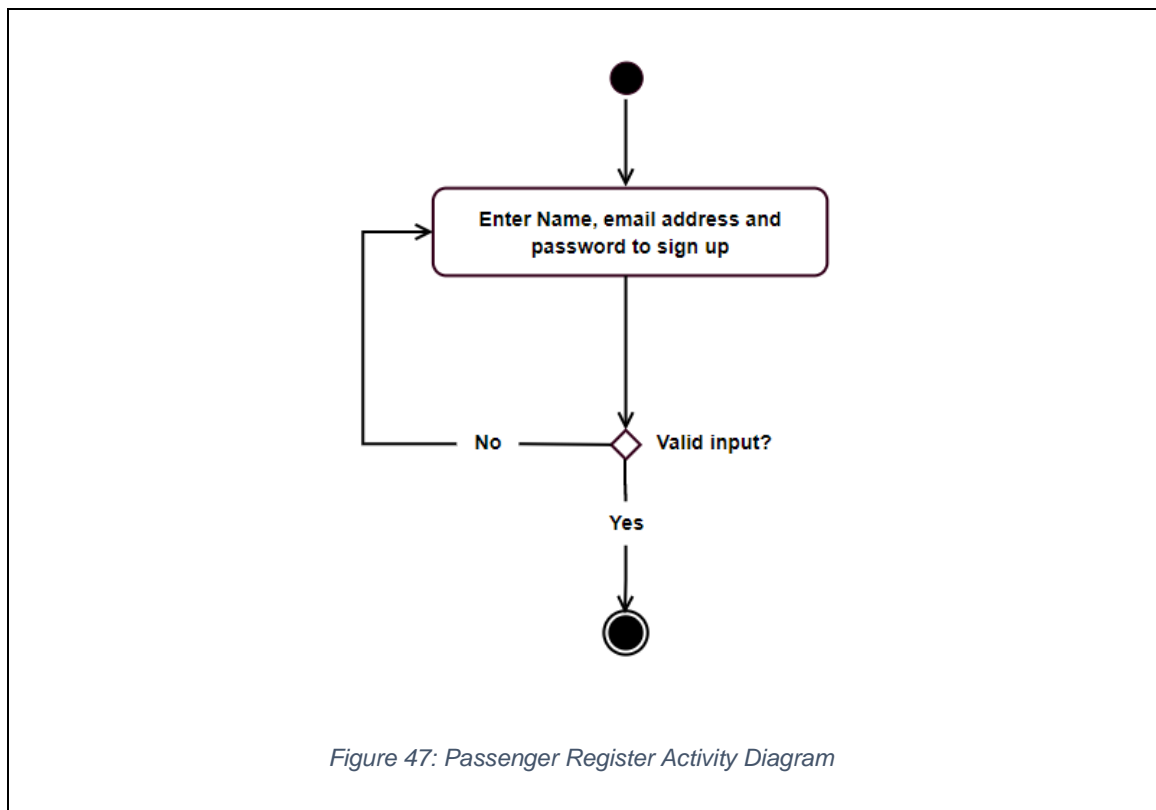 Enter Name, email address and
password to sign up
No
Valid input?
Yes
Figure 47: Passenger Register Activity Diagram